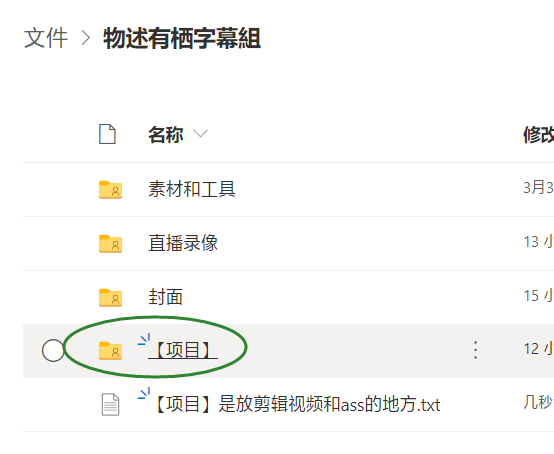 文件 > 物述有栖字幕組
名称 修改
素材和工具 3月3
直播录像 13 小
封面 15 小
【项目】 12 小
【项目】是放剪辑视频和ass的地方.txt 几秒